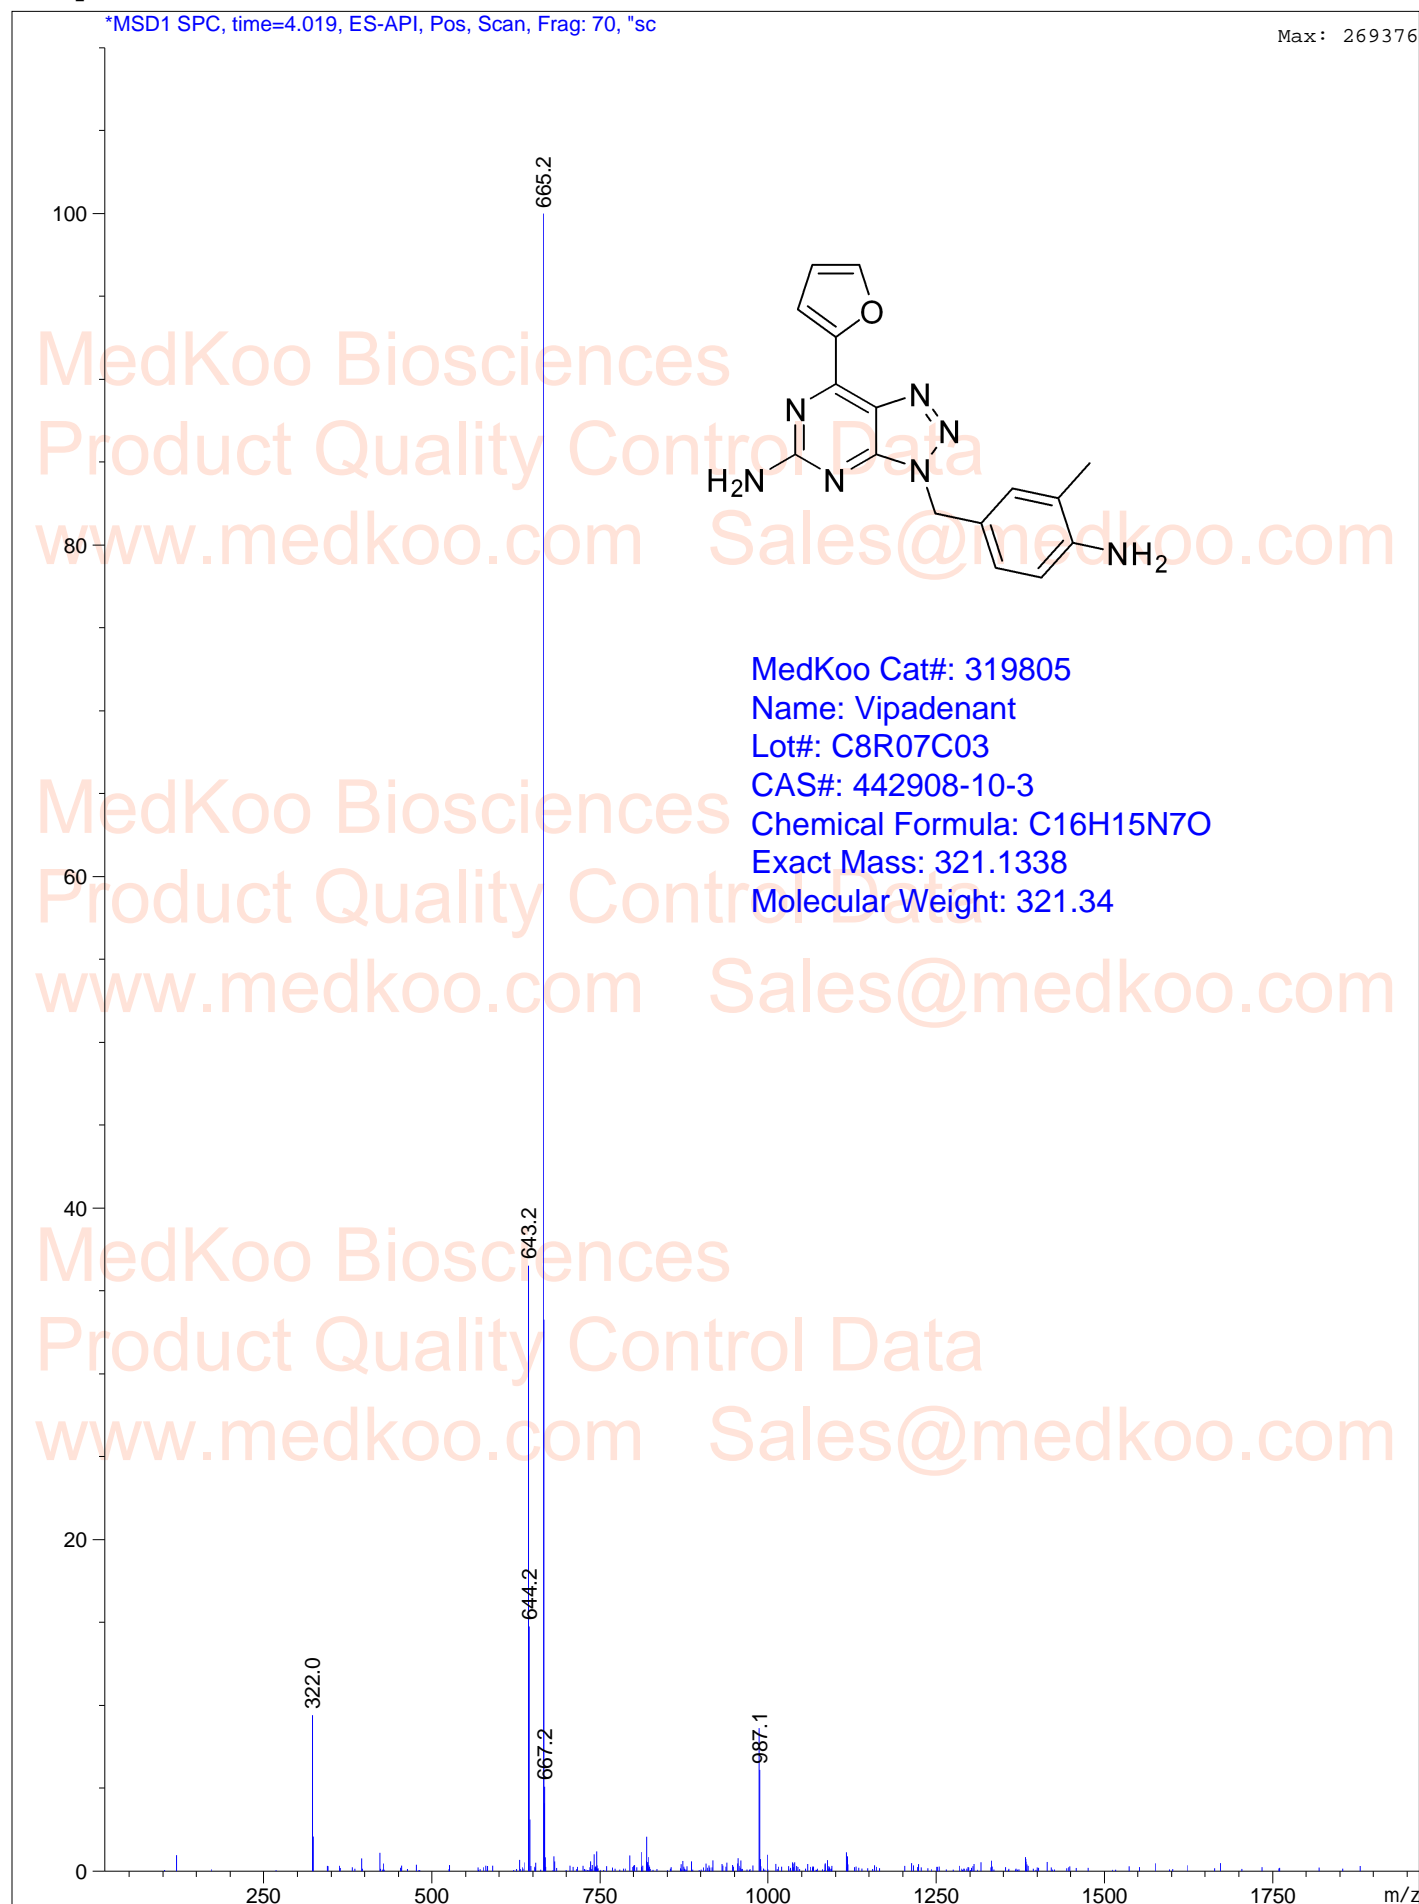 *MSD1 SPC, time=4.019, ES-API, Pos, Scan, Frag: 70, "sc
Max: 269376
665.2
100
O
MedKoo Biosciences
N
N
N
Product Quality Control Data
N
N
H2N
N
www.medkoo.com Sales@medkoo.com
80
NH2
MedKoo Cat#: 319805
Name: Vipadenant
Lot#: C8R07C03
CAS#: 442908-10-3
MedKoo Biosciences
Chemical Formula: C16H15N7O
Exact Mass: 321.1338
60
Product Quality Control Data
Molecular Weight: 321.34
www.medkoo.com Sales@medkoo.com
643.2
40
MedKoo Biosciences
Product Quality Control Data
www.medkoo.com Sales@medkoo.com
20
644.2
322.0
667.2
987.1
0
250 500 750 1000 1250 1500 1750 m/z